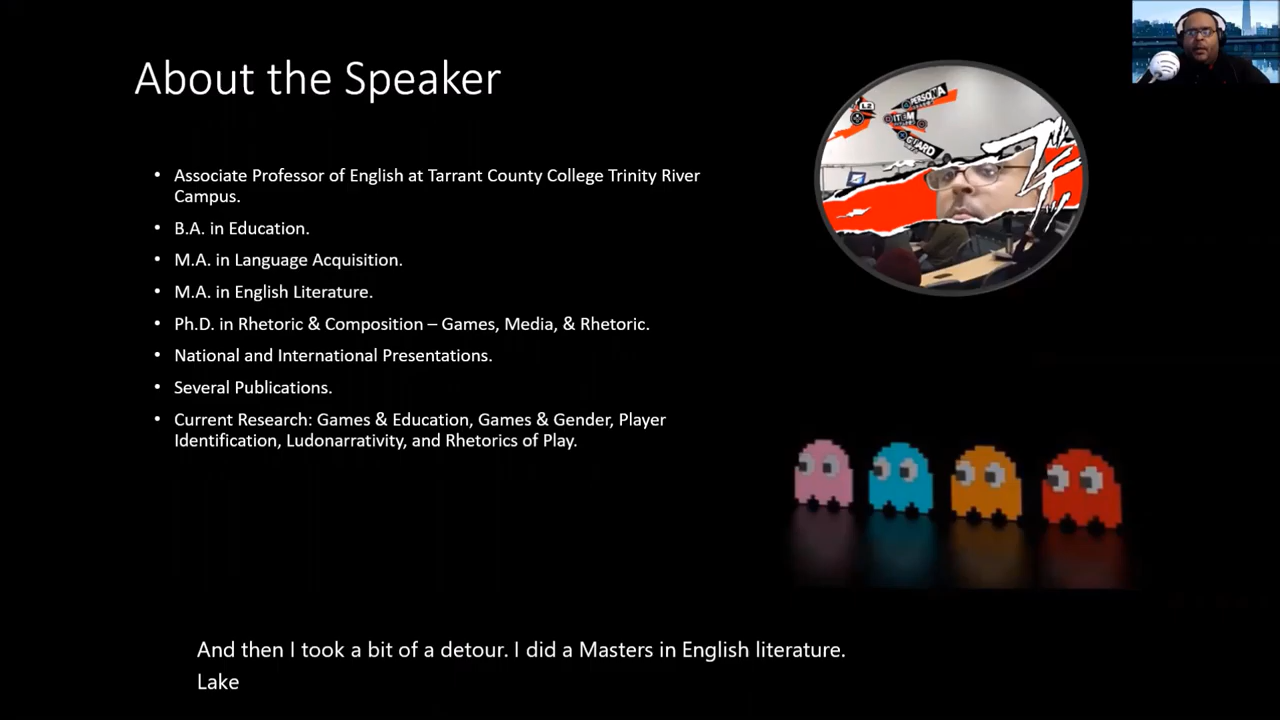 About the Speaker
• Associate Professor of English at Tarrant County College Trinity River
Campus.
• B.A. in Education.
• M.A. in Language Acquisition.
• M.A. in English Literature.
• Ph.D. in Rhetoric & Composition – Games, Media, & Rhetoric.
• National and International Presentations.
• Several Publications.
• Current Research: Games & Education, Games & Gender, Player
Identification, Ludonarrativity, and Rhetorics of Play.
L2
PERSONA
ITEM
GUARD
And then I took a bit of a detour. I did a Masters in English literature.
Lake